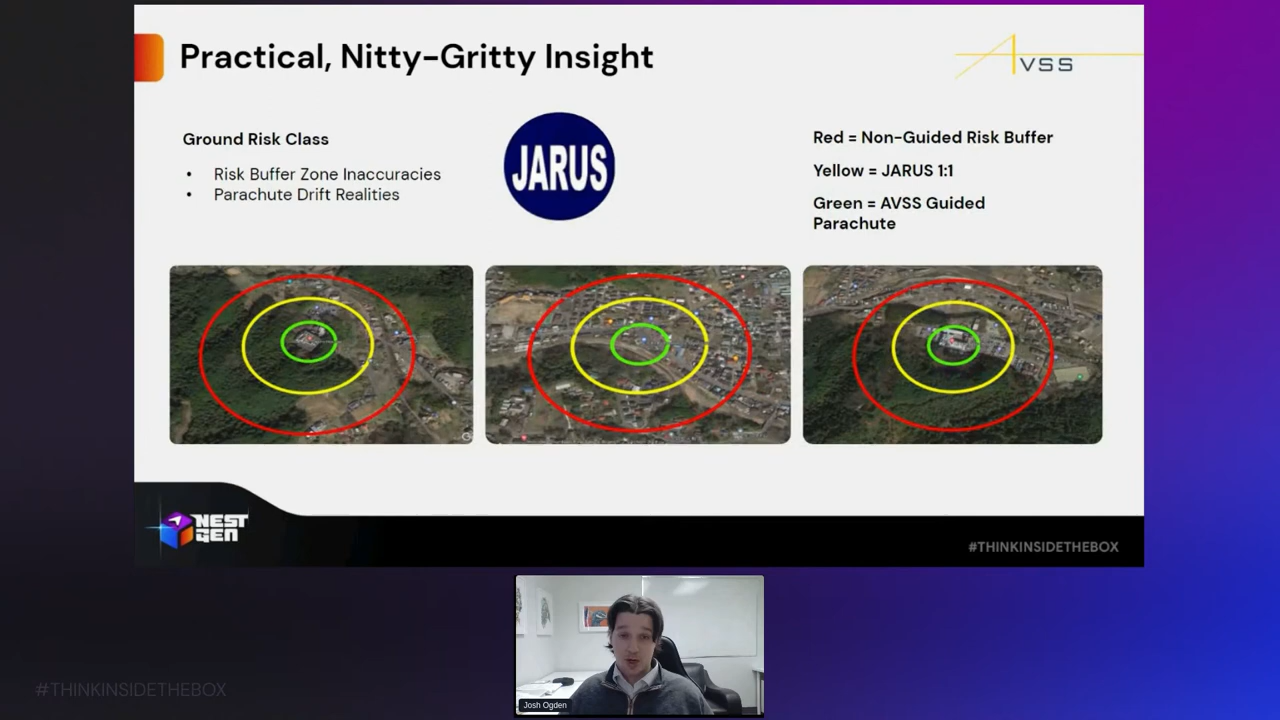 Practical, Nitty-Gritty Insight
AVSS
Ground Risk Class
• Risk Buffer Zone Inaccuracies
• Parachute Drift Realities
JARUS
Red = Non-Guided Risk Buffer
Yellow = JARUS 1:1
Green = AVSS Guided
Parachute
NEST
GEN
#THINKINSIDETHEBOX
Josh Ogden
#THINKINSIDETHEBOX